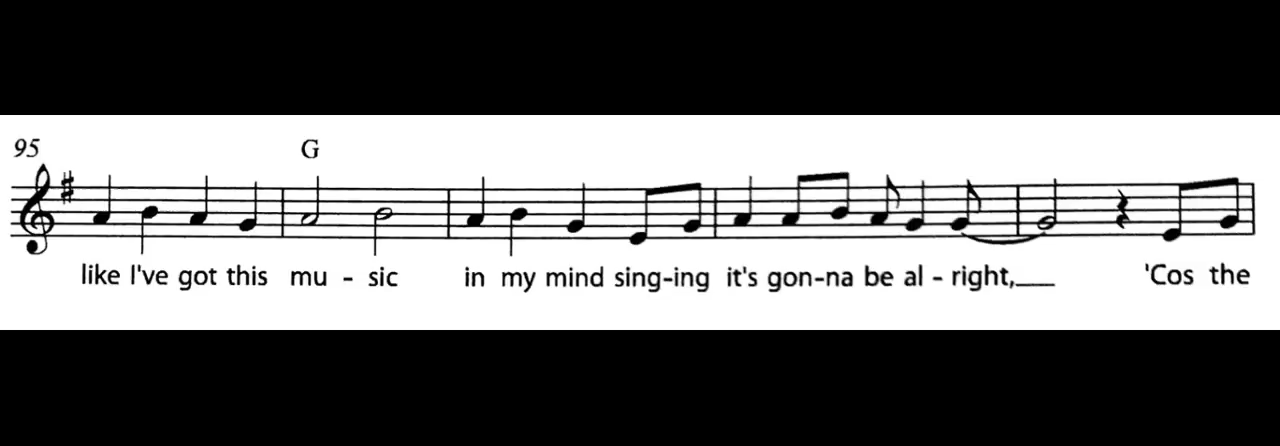 95
G
like I've got this mu - sic in my mind sing-ing it's gon-na be al - right,__ 'Cos the